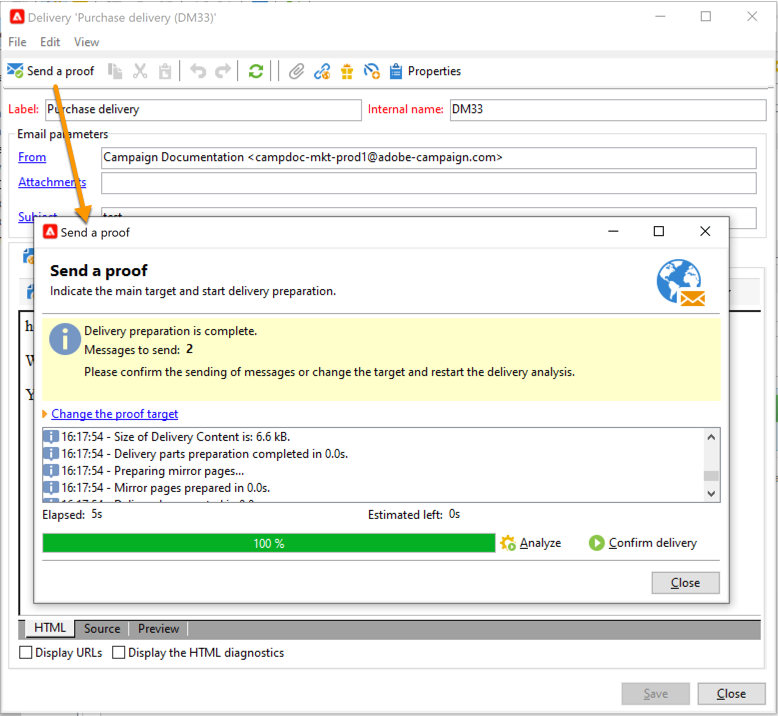 Delivery 'Purchase delivery (DM33)'
File Edit View
Send a proof Properties
Label: Purchase delivery Internal name: DM33
Email parameters
From Campaign Documentation <campdoc-mkt-prod1@adobe-campaign.com>
Attachments
Subject test
Send a proof
Send a proof
Indicate the main target and start delivery preparation.
Delivery preparation is complete.
Messages to send: 2
Please confirm the sending of messages or change the target and restart the delivery analysis.
Change the proof target
16:17:54 - Size of Delivery Content is: 6.6 kB.
16:17:54 - Delivery parts preparation completed in 0.0s.
16:17:54 - Preparing mirror pages...
16:17:54 - Mirror pages prepared in 0.0s.
Elapsed: 5s Estimated left: 0s
100 % Analyze Confirm delivery
Close
HTML Source Preview
Display URLs Display the HTML diagnostics
Save Close